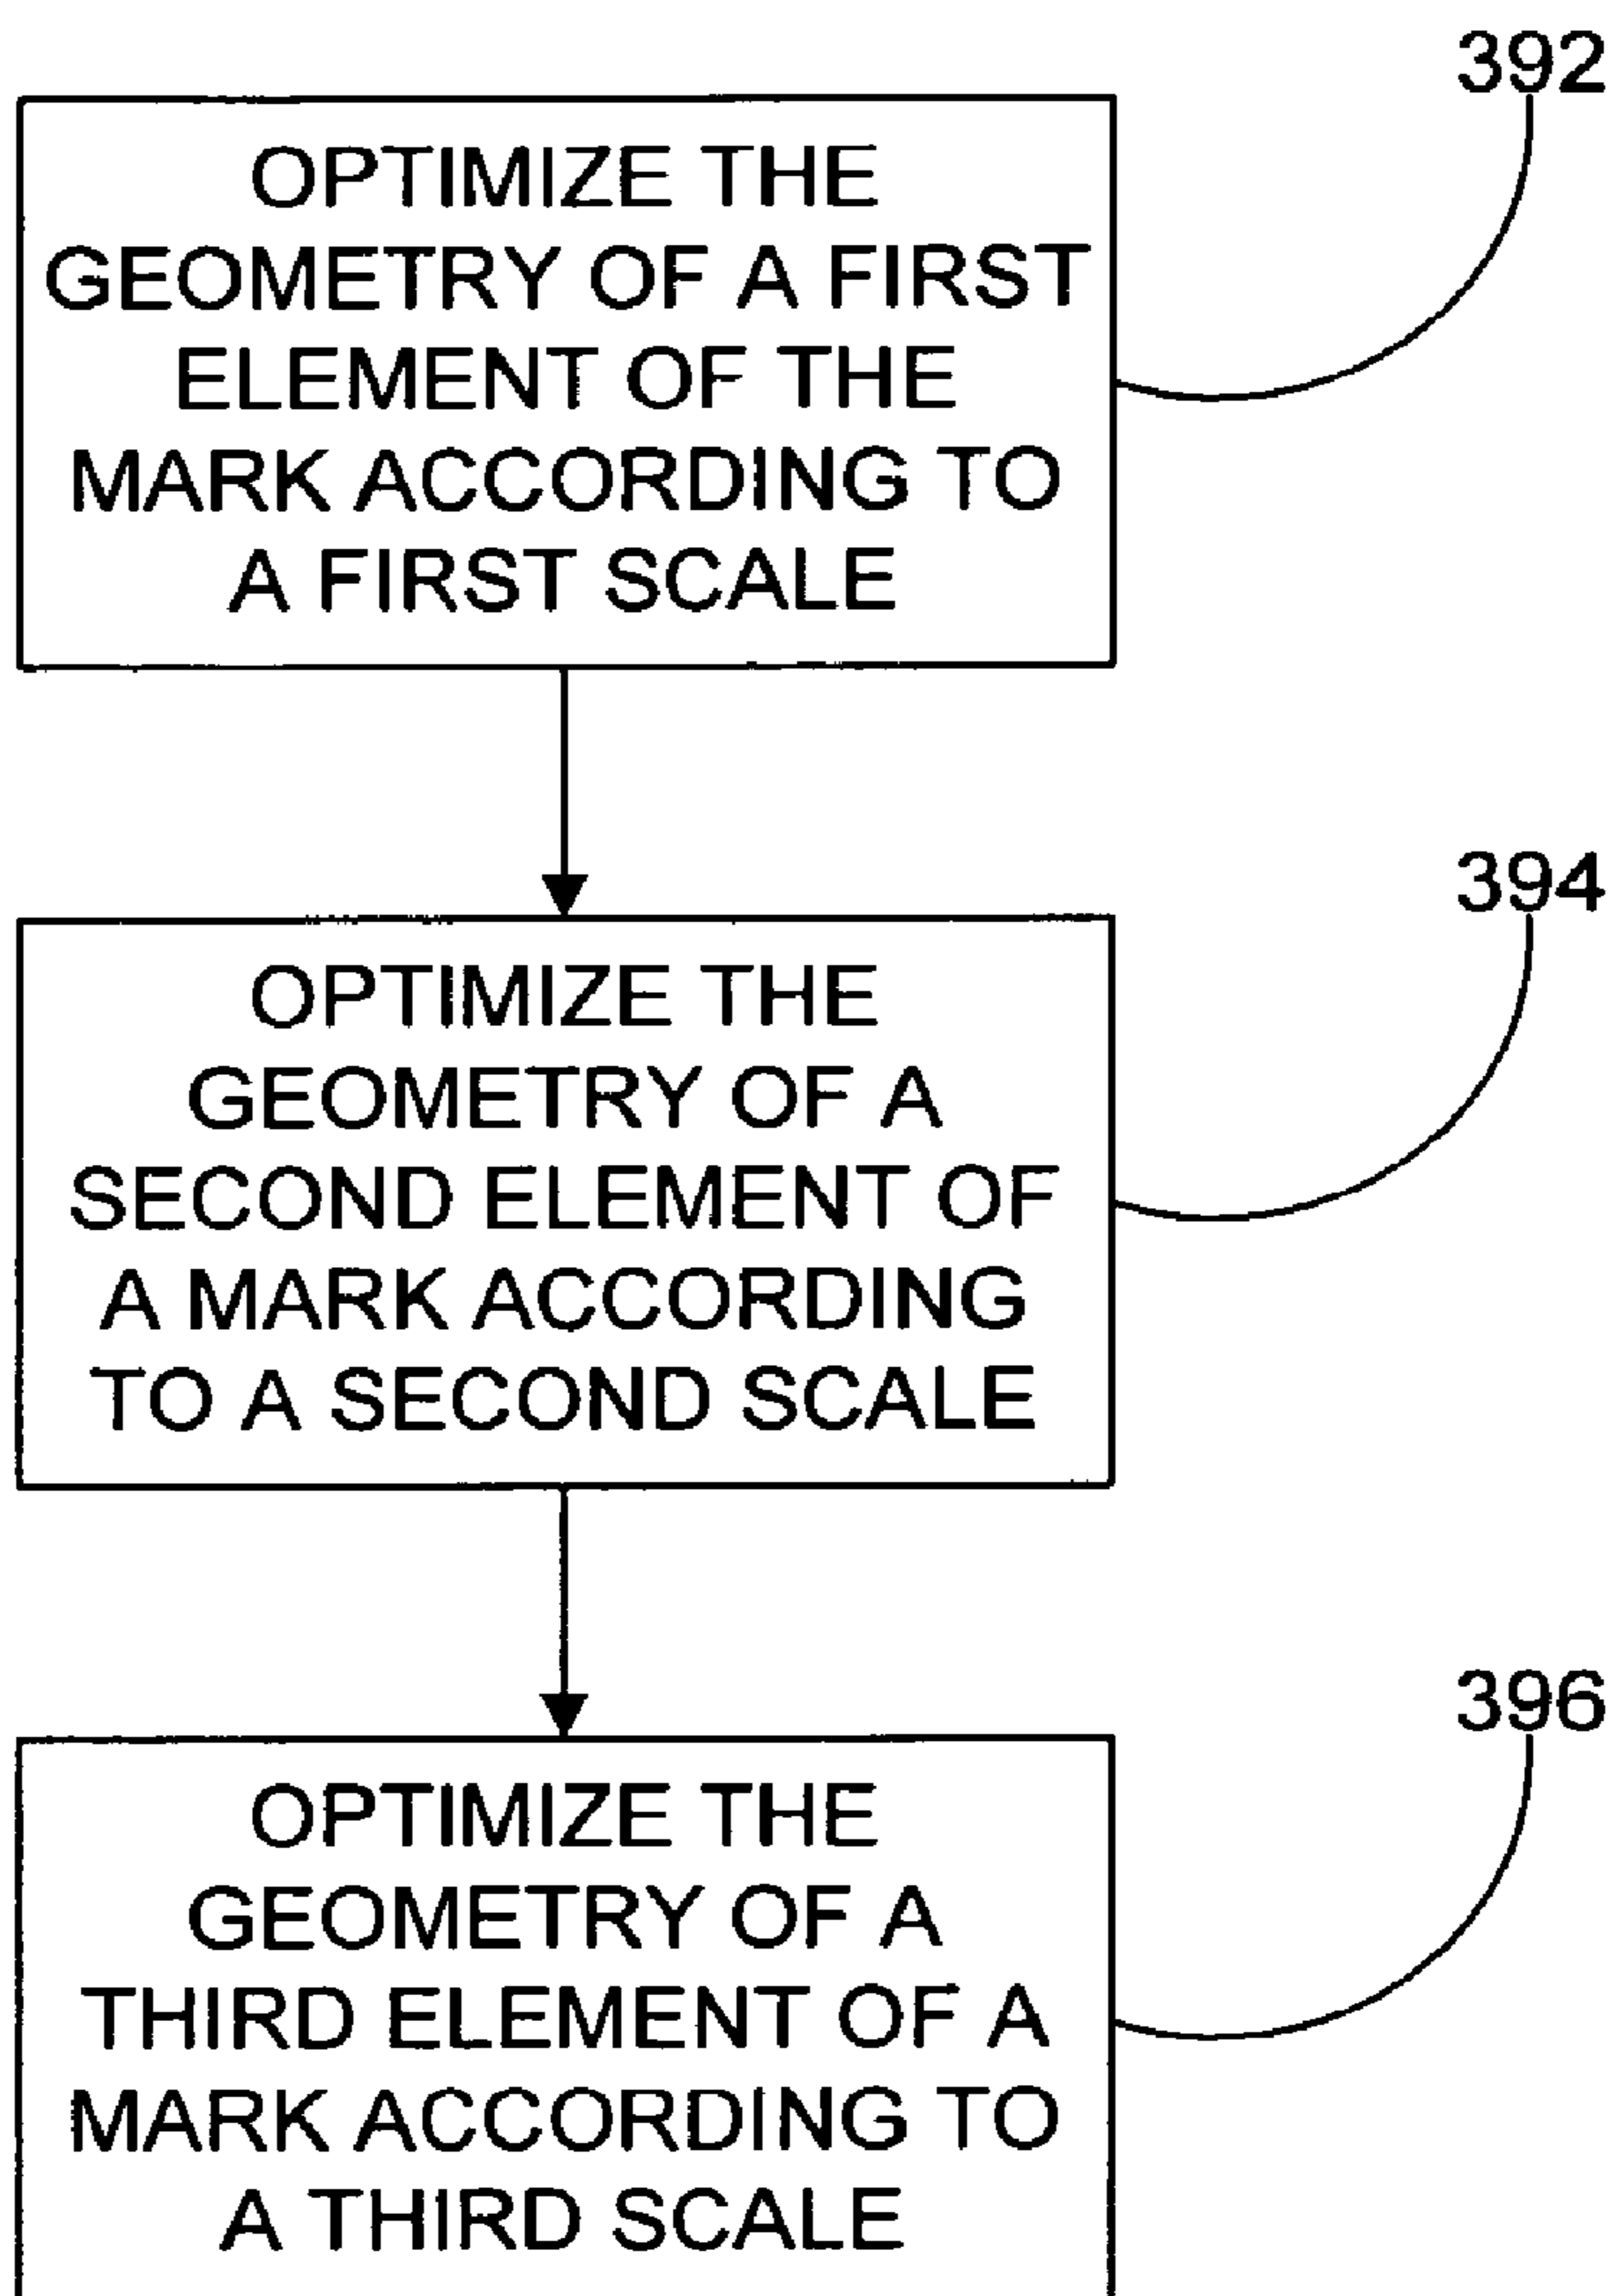 392
OPTIMIZE THE
GEOMETRY OF A FIRST
ELEMENT OF THE
MARK ACCORDING TO
A FIRST SCALE
394
OPTIMIZE THE
GEOMETRY OF A
SECOND ELEMENT OF
A MARK ACCORDING
TO A SECOND SCALE
396
OPTIMIZE THE
GEOMETRY OF A
THIRD ELEMENT OF A
MARK ACCORDING TO
A THIRD SCALE